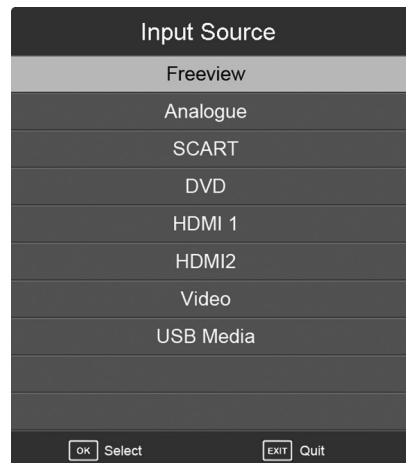 Input Source
Freeview
Analogue
SCART
DVD
HDMI 1
HDMI2
Video
USB Media
OK Select EXIT Quit